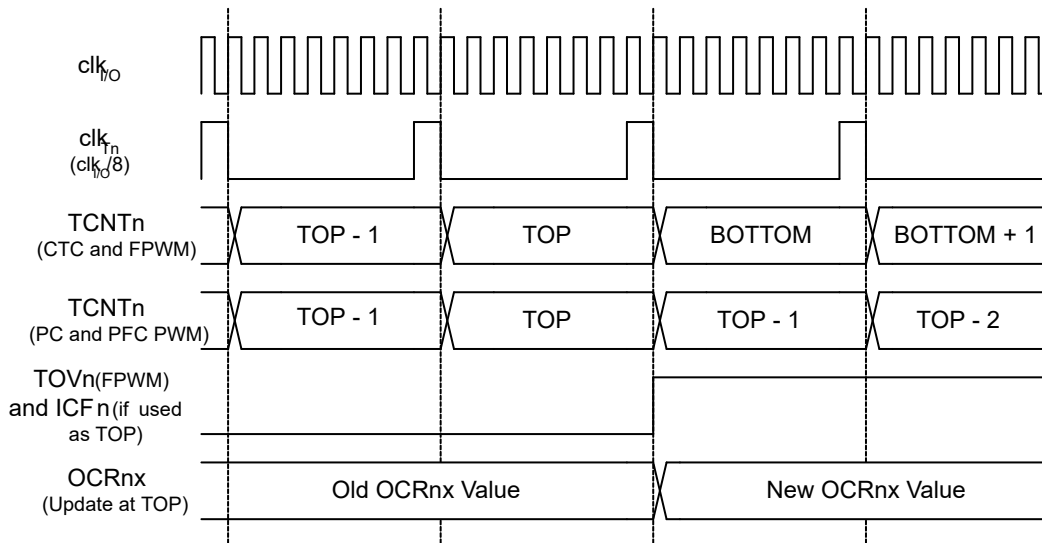 clkI/O
clkTn
(clkI/O/8)
TCNTn
(CTC and FPWM)
TOP - 1
TOP
BOTTOM
BOTTOM + 1
TCNTn
(PC and PFC PWM)
TOP - 1
TOP
TOP - 1
TOP - 2
TOVn(FPWM)
and ICFn(if used
as TOP)
OCRnx
(Update at TOP)
Old OCRnx Value
New OCRnx Value